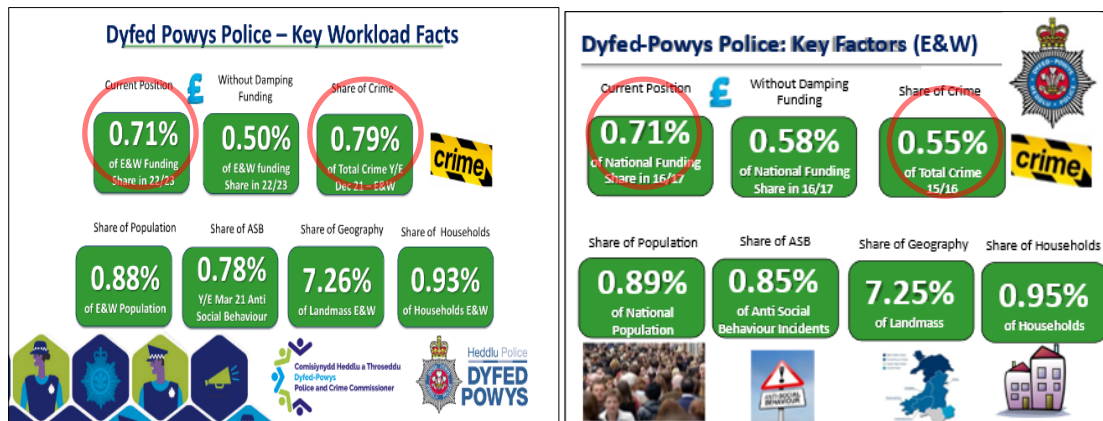 Dyfed Powys Police – Key Workload Facts
Current Position
£
Without Damping
Funding
Share of Crime
0.71%
of E&W Funding
Share in 22/23
0.50%
of E&W funding
Share in 22/23
0.79%
of Total Crime Y/E
Dec 21 – E&W
crime
Share of Population
Share of ASB
Share of Geography
Share of Households
0.88%
of E&W Population
0.78%
Y/E Mar 21 Anti
Social Behaviour
7.26%
of Landmass E&W
0.93%
of Households E&W
Comisiynydd Heddlu a Throseddu
Dyfed-Powys
Police and Crime Commissioner
Heddlu Police
DYFED
POWYS
Dyfed-Powys Police: Key Factors (E&W)
Current Position
£
Without Damping
Funding
Share of Crime
0.71%
of National Funding
Share in 16/17
0.58%
of National Funding
Share in 16/17
0.55%
of Total Crime
15/16
DYFED-POWYS
HEDDLU POLICE
crime
Share of Population
Share of ASB
Share of Geography
Share of Households
0.89%
of National
Population
0.85%
of Anti Social
Behaviour Incidents
7.25%
of Landmass
0.95%
of Households
ANTI-SOCIAL
BEHAVIOUR